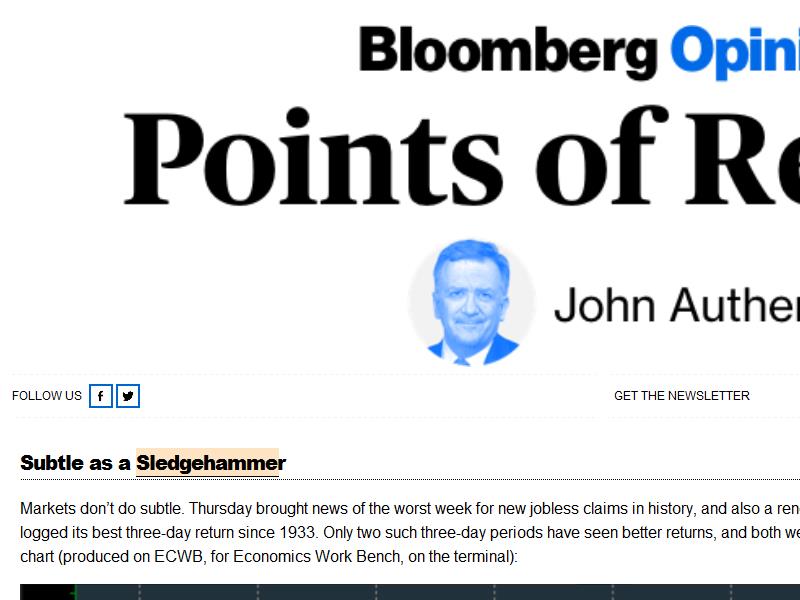 Bloomberg Opini
Points of Re
John Auther
FOLLOW US
GET THE NEWSLETTER
Subtle as a Sledgehammer
Markets don't do subtle. Thursday brought news of the worst week for new jobless claims in history, and also a ren
logged its best three-day return since 1933. Only two such three-day periods have seen better returns, and both we
chart (produced on ECWB, for Economics Work Bench, on the terminal):